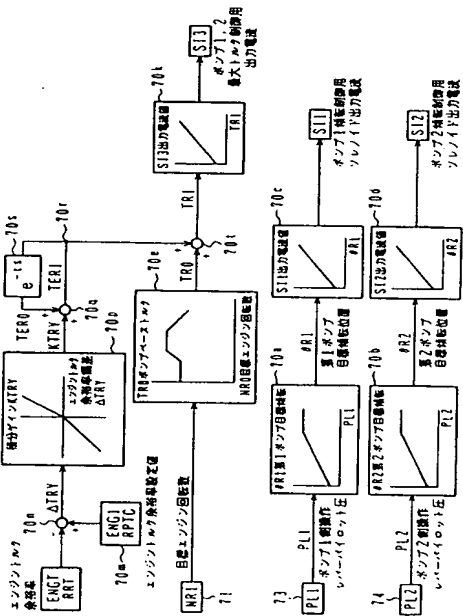 エンジントルク
余裕率
ENGT
RRT
70n
ΔTRY
ENGT
RPTC
70m
エンジントルク余裕率設定値
積分ゲインKTRY
エンジントルク
余裕率偏差
ΔTRY
70p
KTRY
70q
TER0
TER1
70r
70s
e
-ts
目標エンジン回転数
NR1
71
TR0ポンプベーストルク
NR0目標エンジン回転数
70e
TR0
70t
TR1
SI3出力電流値
TR1
70k
SI3
ポンプ1,2
最大トルク制御用
出力電流
73
PL1
ポンプ1側操作
レバーパイロット圧
PL1
θR1第1ポンプ目標傾転
PL1
70a
θR1
第1ポンプ
目標傾転位置
SI1出力電流値
θR1
70c
SI1
ポンプ1傾転制御用
ソレノイド出力電流
74
PL2
ポンプ2側操作
レバーパイロット圧
PL2
θR2第2ポンプ目標傾転
PL2
70b
θR2
第2ポンプ
目標傾転位置
SI2出力電流値
θR2
70d
SI2
ポンプ2傾転制御用
ソレノイド出力電流